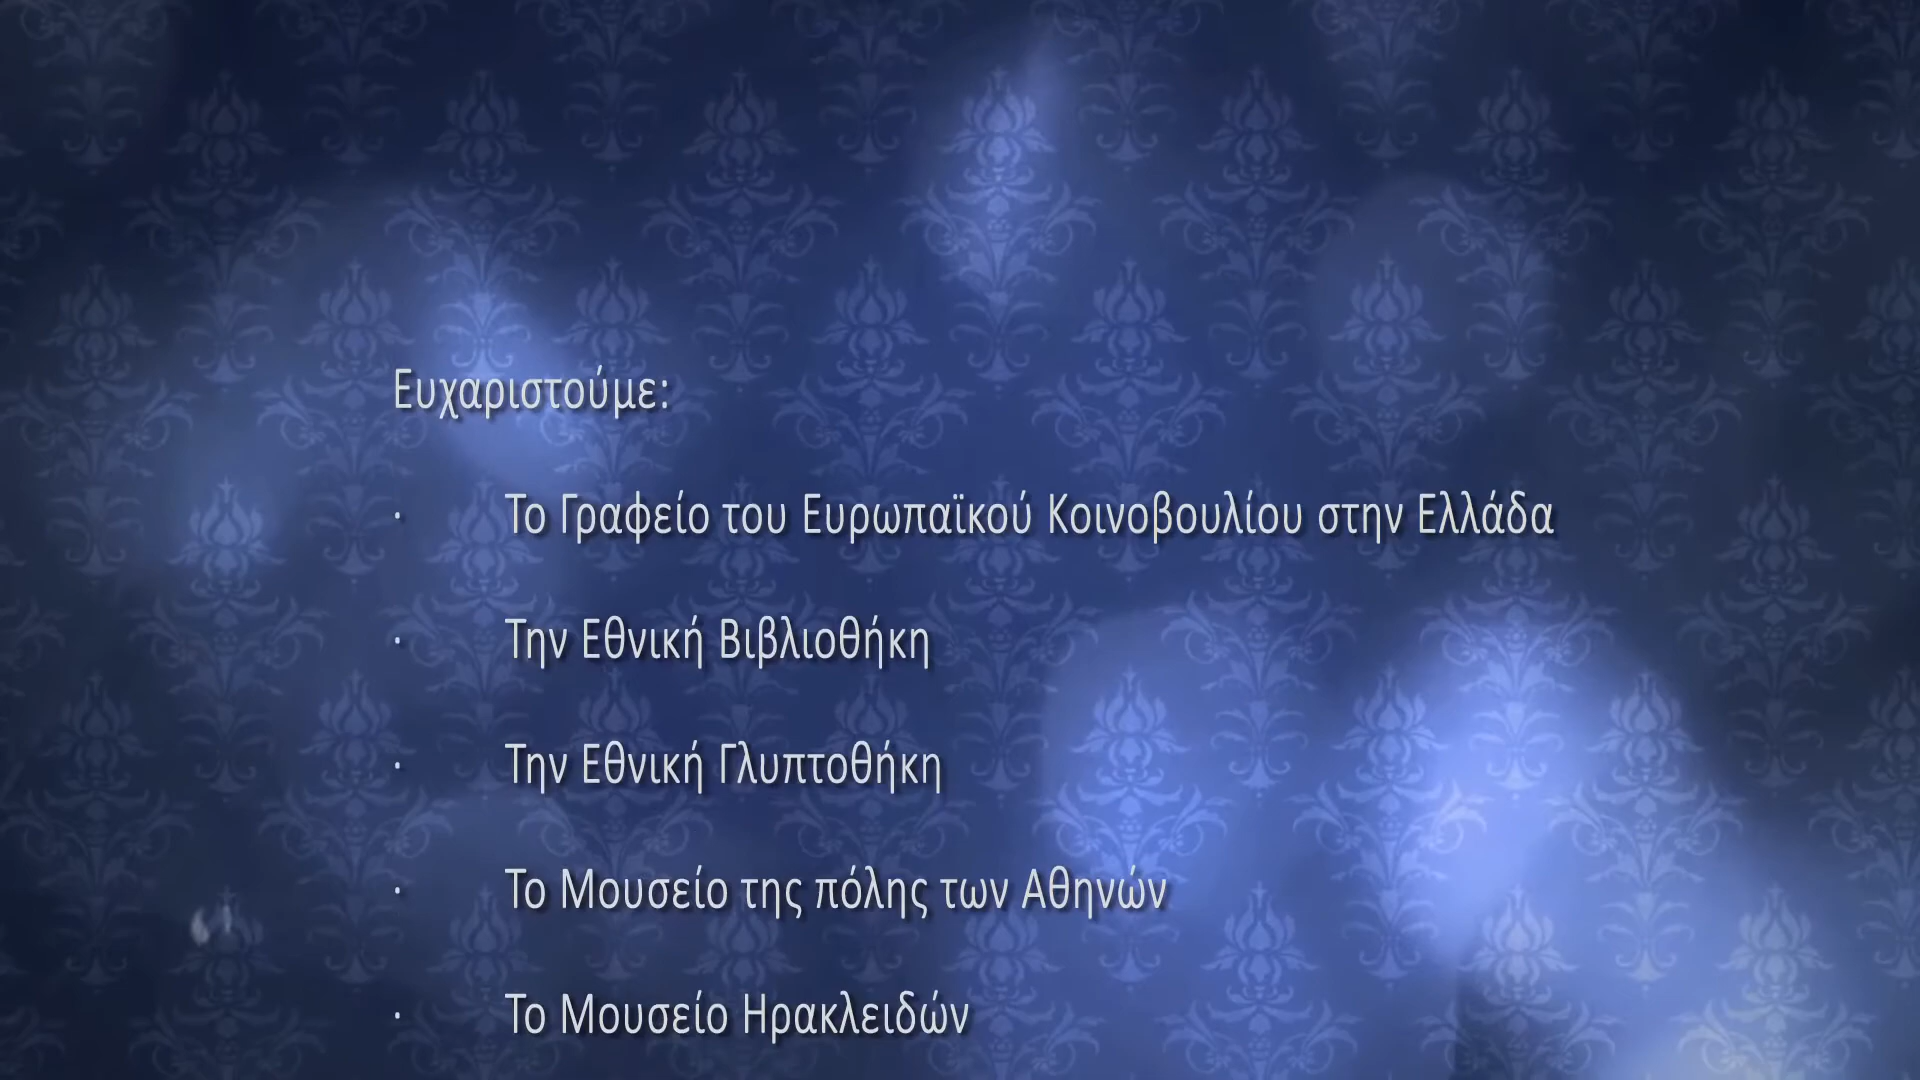 Ευχαριστούμε:
· Το Γραφείο του Ευρωπαϊκού Κοινοβουλίου στην Ελλάδα
· Την Εθνική Βιβλιοθήκη
· Την Εθνική Γλυπτοθήκη
· Το Μουσείο της πόλης των Αθηνών
· Το Μουσείο Ηρακλειδών